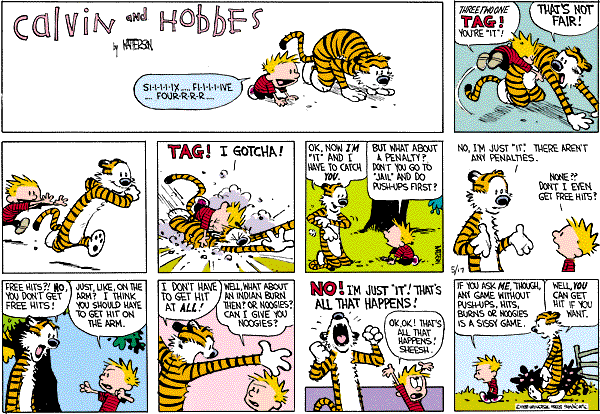 Calvin and HobbEs
by WATERSON
SI-I-I-I-IX..... FI-I-I-I-IVE
.... FOUR-R-R-R....
THREETWOONE
TAG!
YOU'RE "IT"!
THAT'S NOT
FAIR!
TAG! I GOTCHA!
OK, NOW I'M
"IT" AND I
HAVE TO CATCH
YOU.
BUT WHAT ABOUT
A PENALTY?
DON'T YOU GO TO
"JAIL" AND DO
PUSH-UPS FIRST?
WATERSON
NO, I'M JUST "IT". THERE AREN'T
ANY PENALTIES.
NONE??
DON'T I EVEN
GET FREE HITS?
5/17
FREE HITS?! NO,
YOU DON'T GET
FREE HITS!
JUST, LIKE, ON THE
ARM? I THINK
YOU SHOULD HAVE
TO GET HIT ON
THE ARM.
I DON'T HAVE
TO GET HIT
AT ALL!
WELL, WHAT ABOUT
AN INDIAN BURN
THEN? OR NOOGIES?
CAN I GIVE YOU
NOOGIES?
NO! I'M JUST "IT"! THAT'S
ALL THAT HAPPENS!
OK, OK! THAT'S
ALL THAT
HAPPENS!
SHEESH.
IF YOU ASK ME, THOUGH,
ANY GAME WITHOUT
PUSH-UPS, HITS,
BURNS OR NOOGIES
IS A SISSY GAME.
WELL, YOU
CAN GET
HIT IF YOU
WANT.